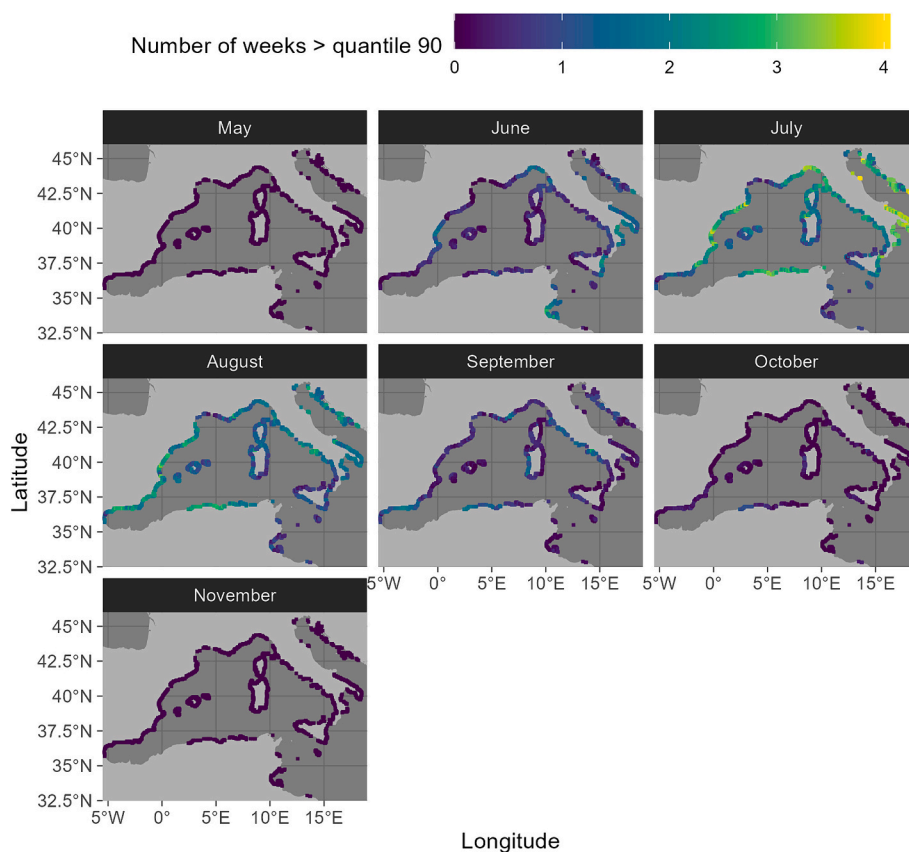 Number of weeks > quantile 90
0 1 2 3 4
May June July
45°N
42.5°N
40°N
37.5°N
35°N
32.5°N
August September October
45°N
42.5°N
40°N
37.5°N
35°N
32.5°N
5°W 0° 5°E 10°E 15°E 5°W 0° 5°E 10°E 15°E
November
45°N
42.5°N
40°N
37.5°N
35°N
32.5°N
5°W 0° 5°E 10°E 15°E
Latitude
Longitude